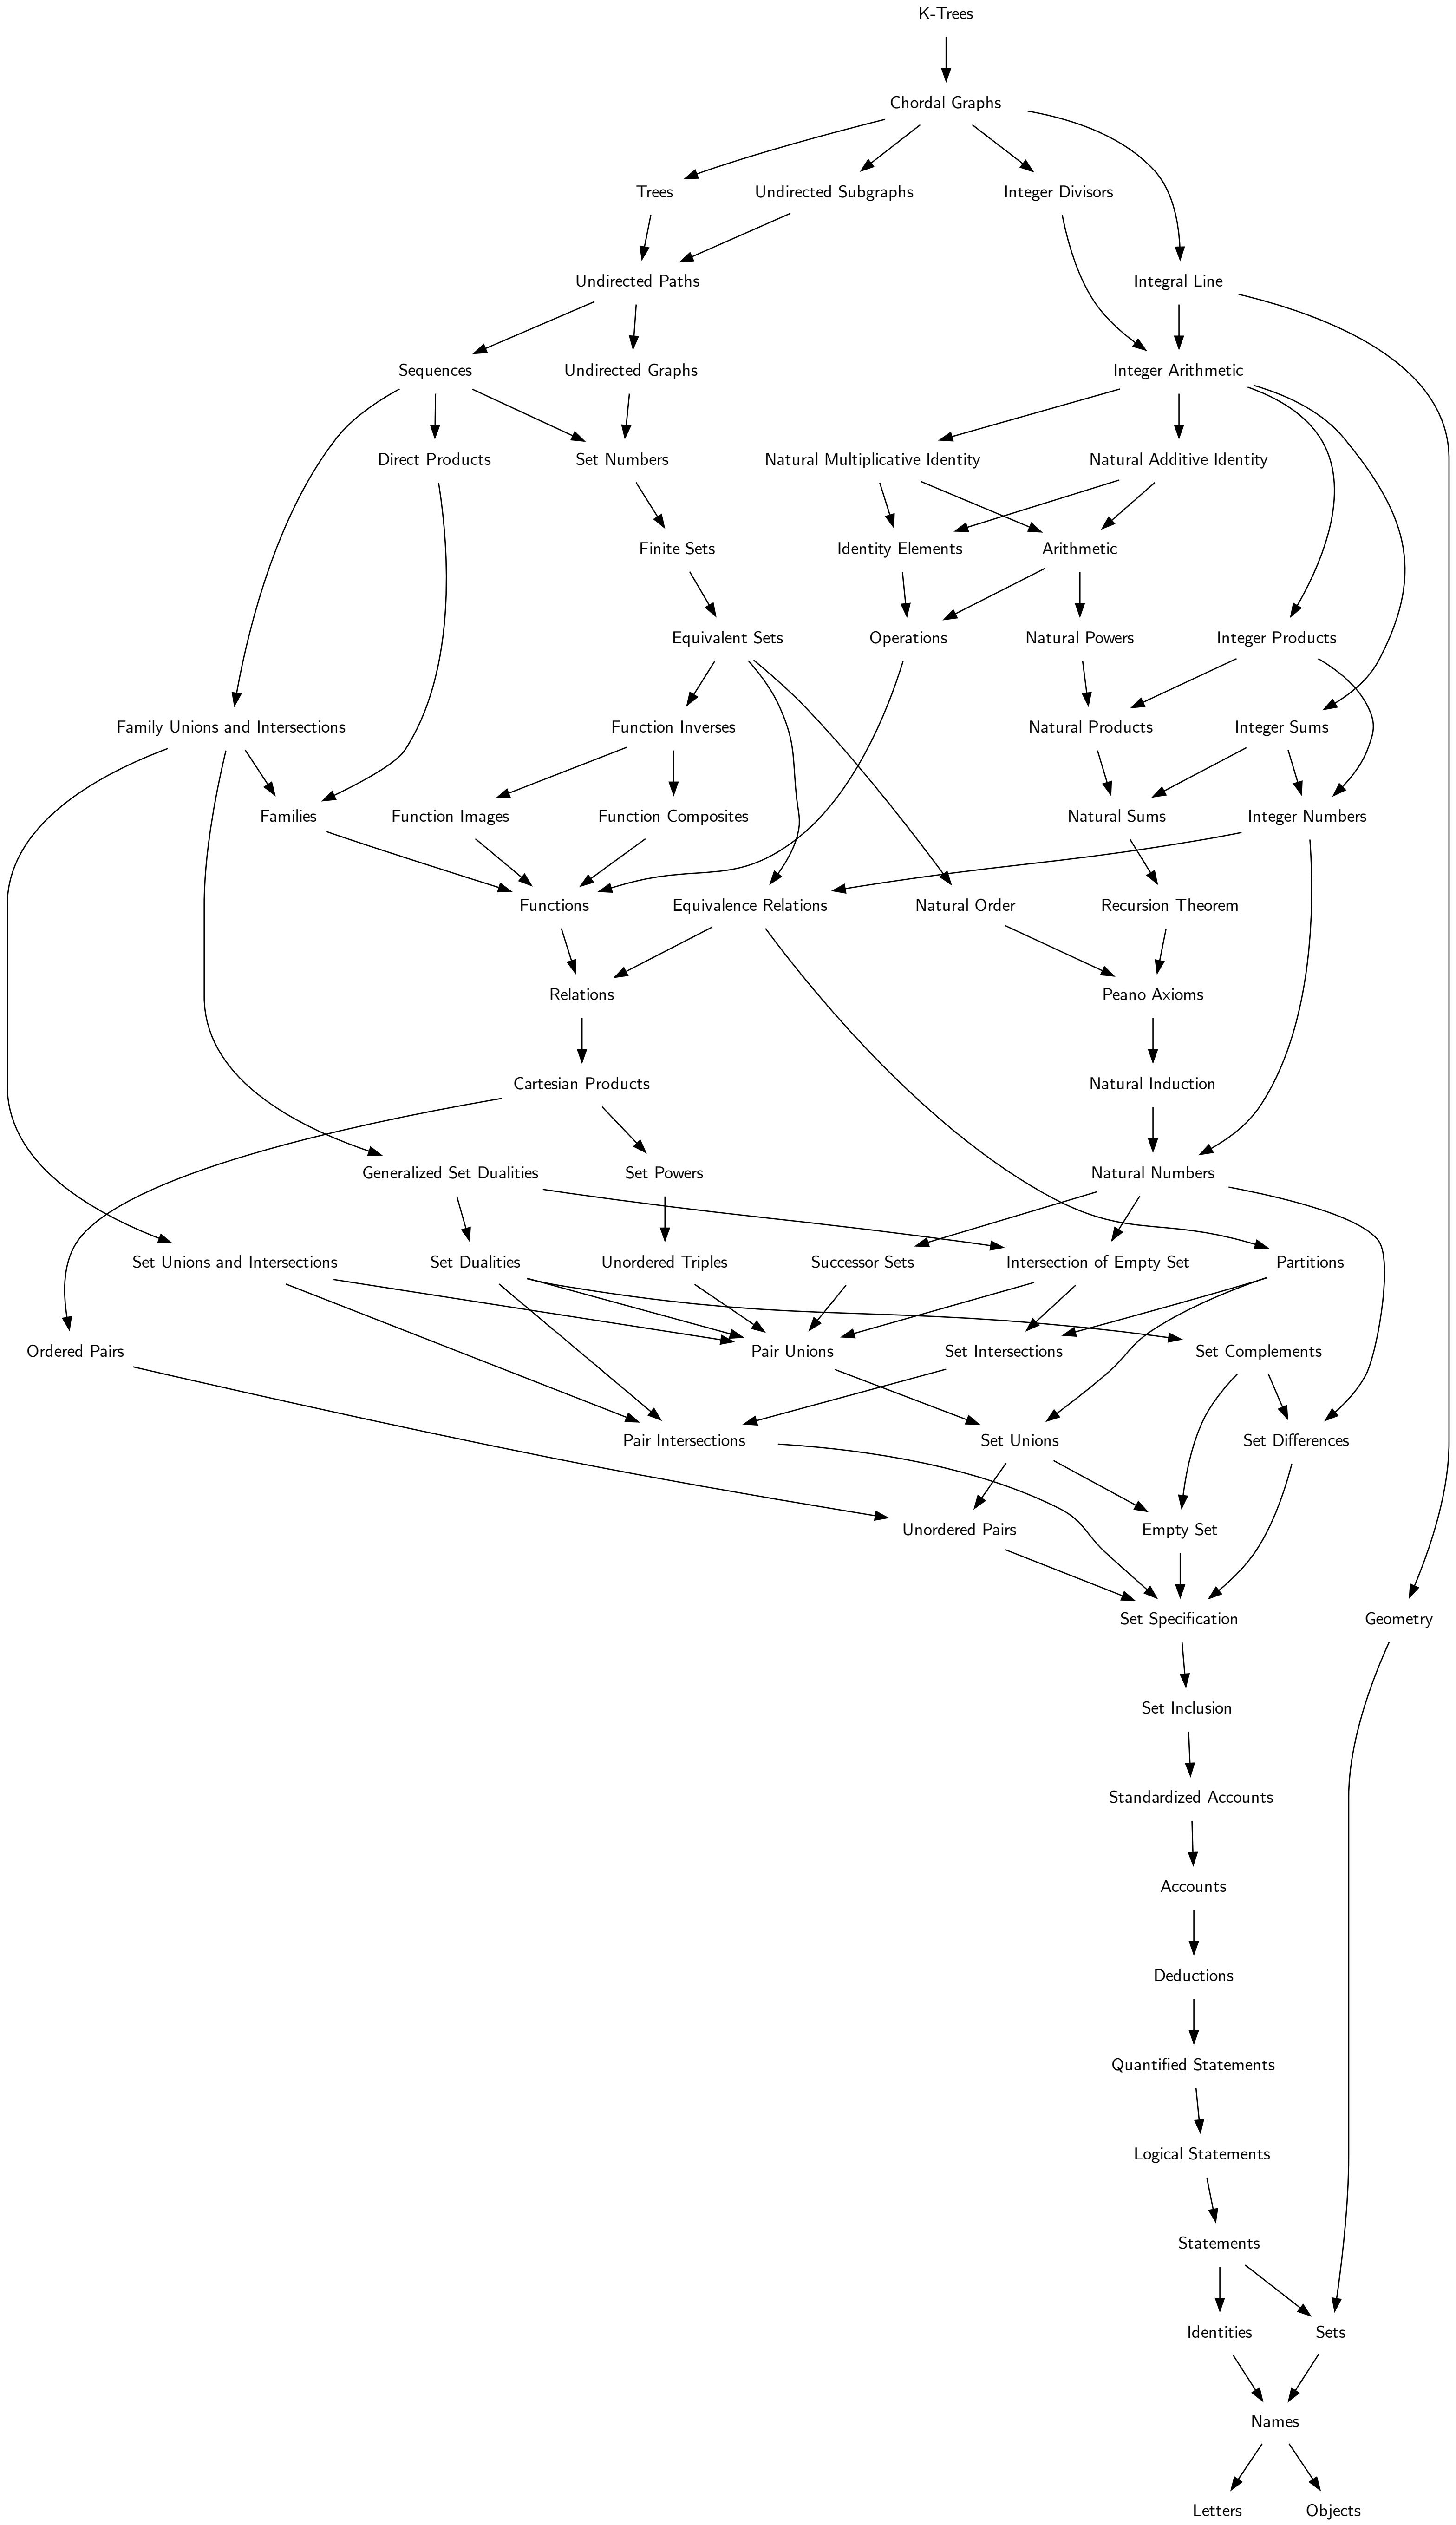 K-Trees
Chordal Graphs
Trees
Undirected Subgraphs
Integer Divisors
Undirected Paths
Integral Line
Sequences
Undirected Graphs
Integer Arithmetic
Direct Products
Set Numbers
Natural Multiplicative Identity
Natural Additive Identity
Finite Sets
Identity Elements
Arithmetic
Equivalent Sets
Operations
Natural Powers
Integer Products
Family Unions and Intersections
Function Inverses
Natural Products
Integer Sums
Families
Function Images
Function Composites
Natural Sums
Integer Numbers
Functions
Equivalence Relations
Natural Order
Recursion Theorem
Relations
Peano Axioms
Cartesian Products
Natural Induction
Generalized Set Dualities
Set Powers
Natural Numbers
Set Unions and Intersections
Set Dualities
Unordered Triples
Successor Sets
Intersection of Empty Set
Partitions
Ordered Pairs
Pair Unions
Set Intersections
Set Complements
Pair Intersections
Set Unions
Set Differences
Unordered Pairs
Empty Set
Set Specification
Geometry
Set Inclusion
Standardized Accounts
Accounts
Deductions
Quantified Statements
Logical Statements
Statements
Identities
Sets
Names
Letters
Objects